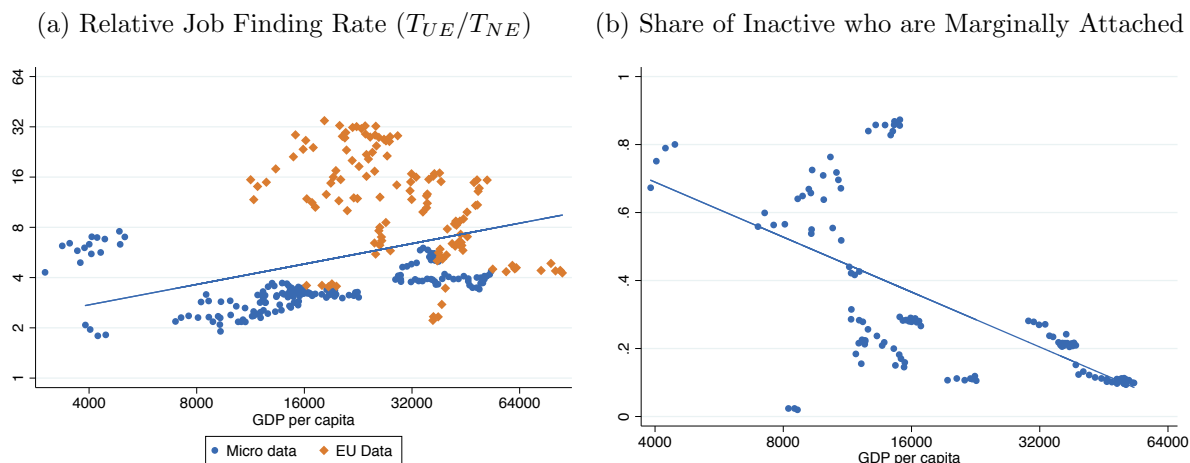 (a) Relative Job Finding Rate (T_UE/T_NE)
(b) Share of Inactive who are Marginally Attached
64
32
16
8
4
2
1
4000 8000 16000 32000 64000
GDP per capita
Micro data EU Data
1
.8
.6
.4
.2
0
4000 8000 16000 32000 64000
GDP per capita